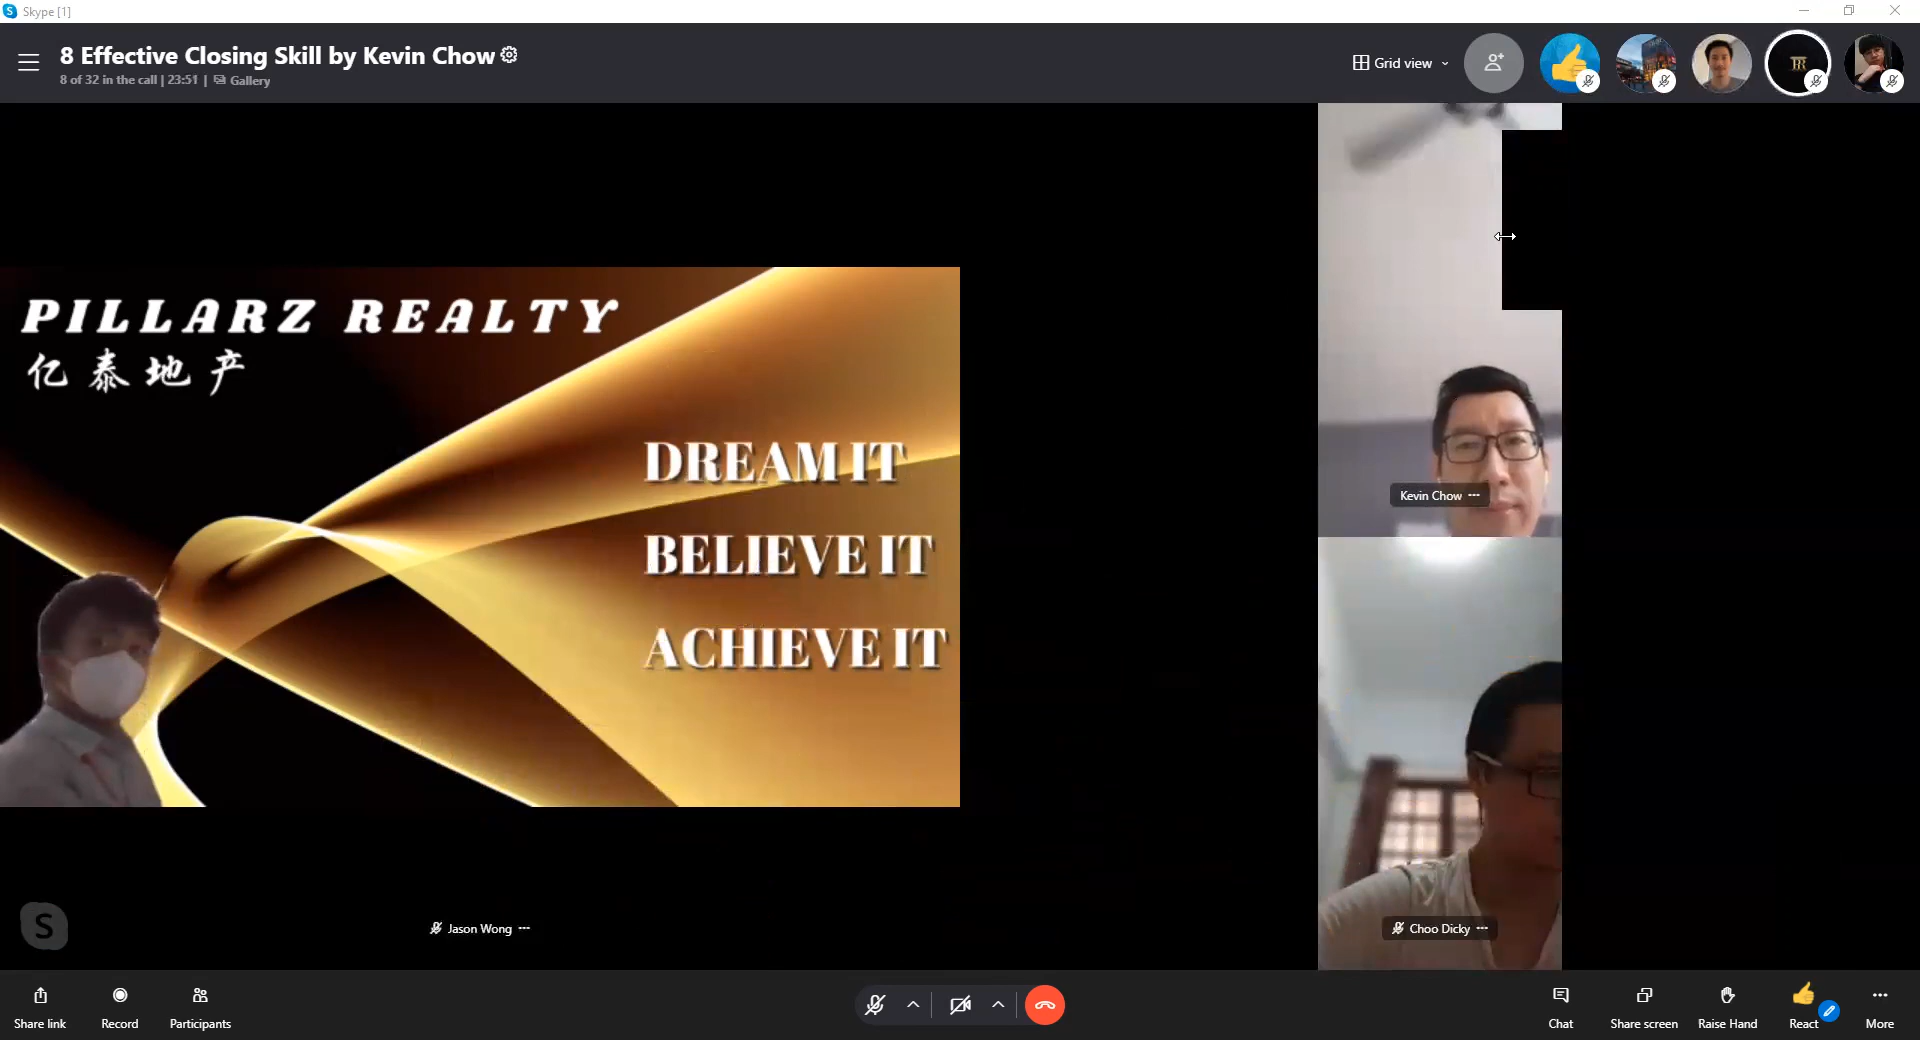 Skype [1]
8 Effective Closing Skill by Kevin Chow
8 of 32 in the call | 23:51 | Gallery
Grid view
PILLARZ REALTY
亿泰地产
DREAM IT
BELIEVE IT
ACHIEVE IT
Kevin Chow
Jason Wong
Choo Dicky
Share link
Record
Participants
Chat
Share screen
Raise Hand
React
More